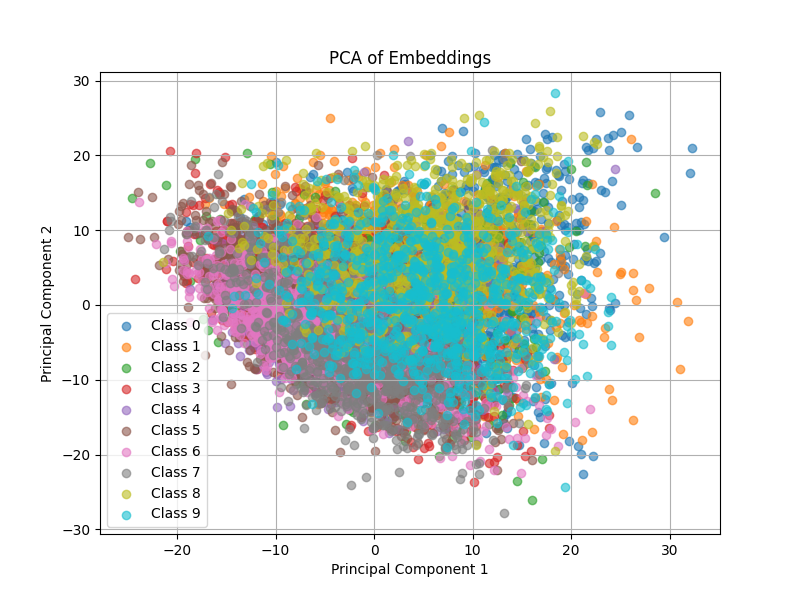 PCA of Embeddings
30
20
10
0
−10
−20
−30
Principal Component 2
Class 0
Class 1
Class 2
Class 3
Class 4
Class 5
Class 6
Class 7
Class 8
Class 9
−20
−10
0
10
20
30
Principal Component 1